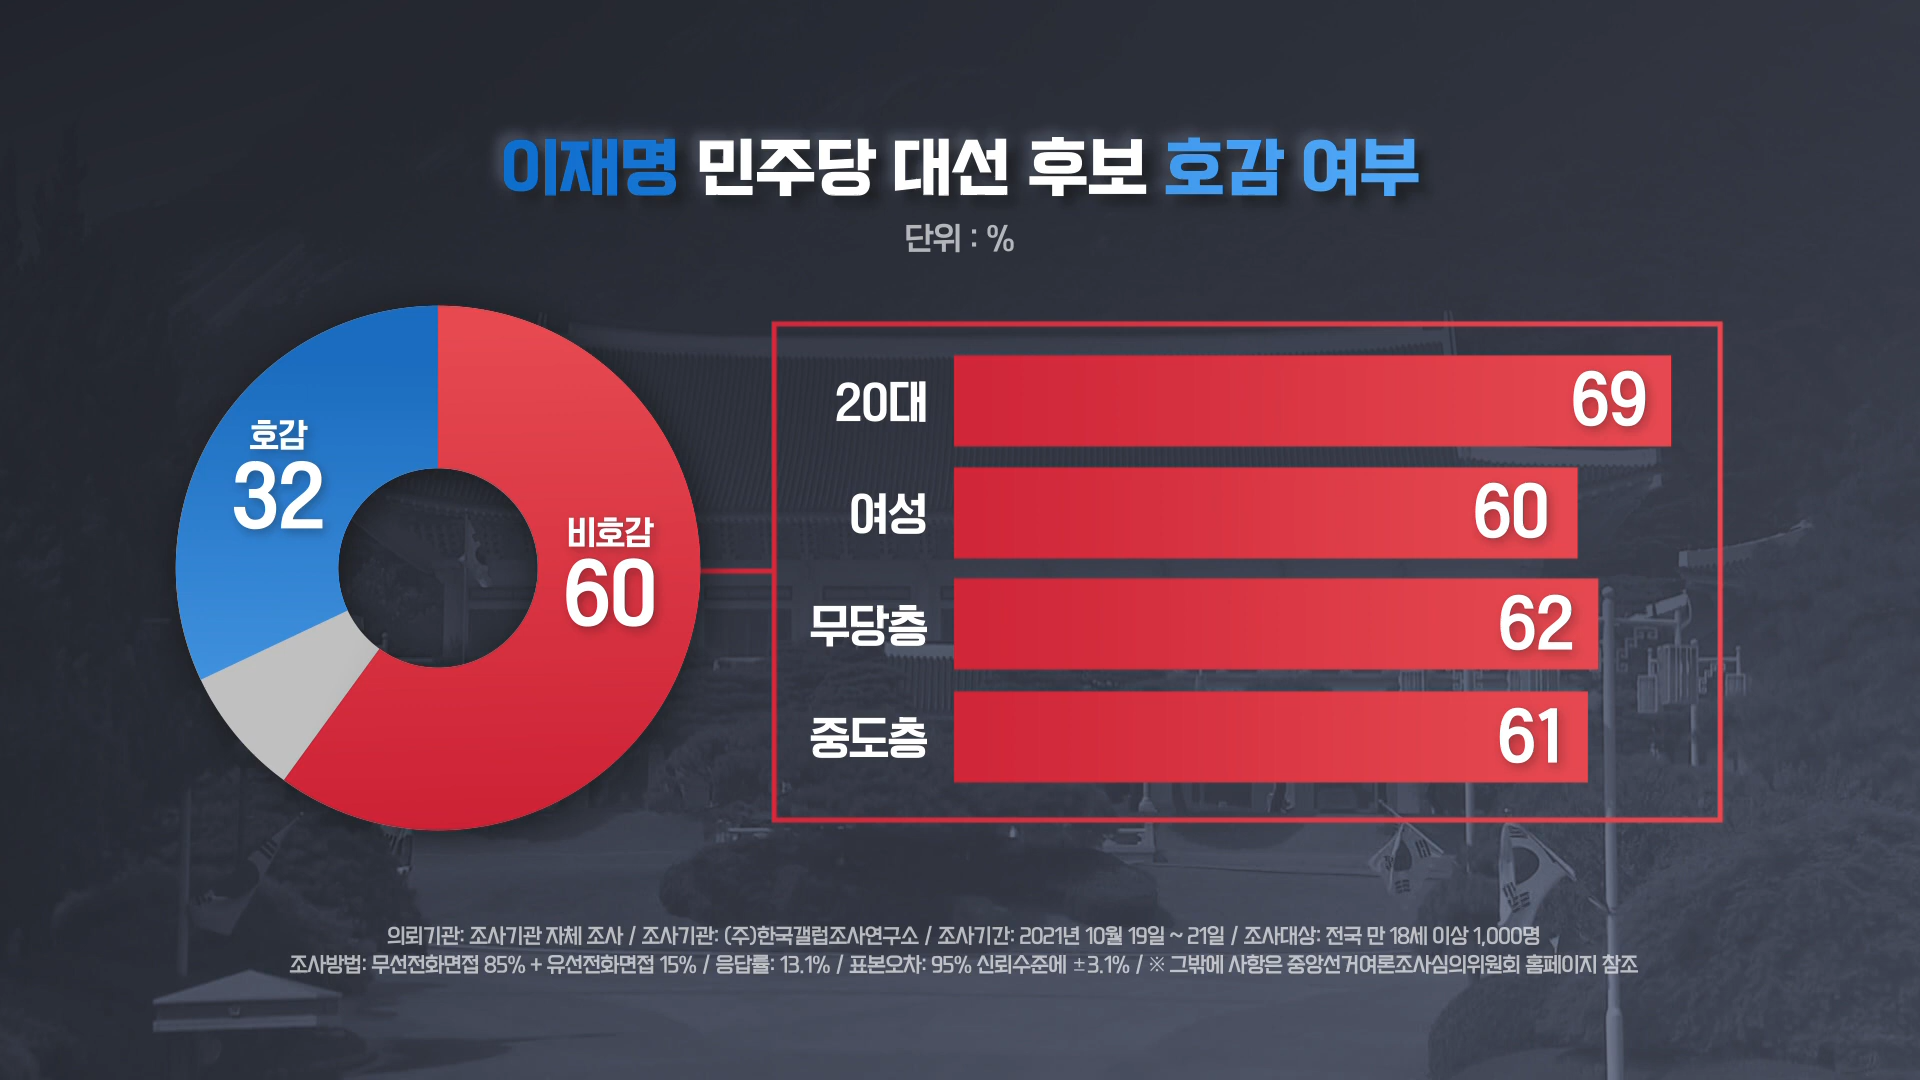 이재명 민주당 대선 후보 호감 여부
단위 : %
호감
32
비호감
60
20대 69
여성 60
무당층 62
중도층 61
의뢰기관: 조사기관 자체 조사 / 조사기관: (주)한국갤럽조사연구소 / 조사기간: 2021년 10월 19일 ~ 21일 / 조사대상: 전국 만 18세 이상 1,000명
조사방법: 무선전화면접 85% + 유선전화면접 15% / 응답률: 13.1% / 표본오차: 95% 신뢰수준에 ±3.1% / ※ 그밖에 사항은 중앙선거여론조사심의위원회 홈페이지 참조